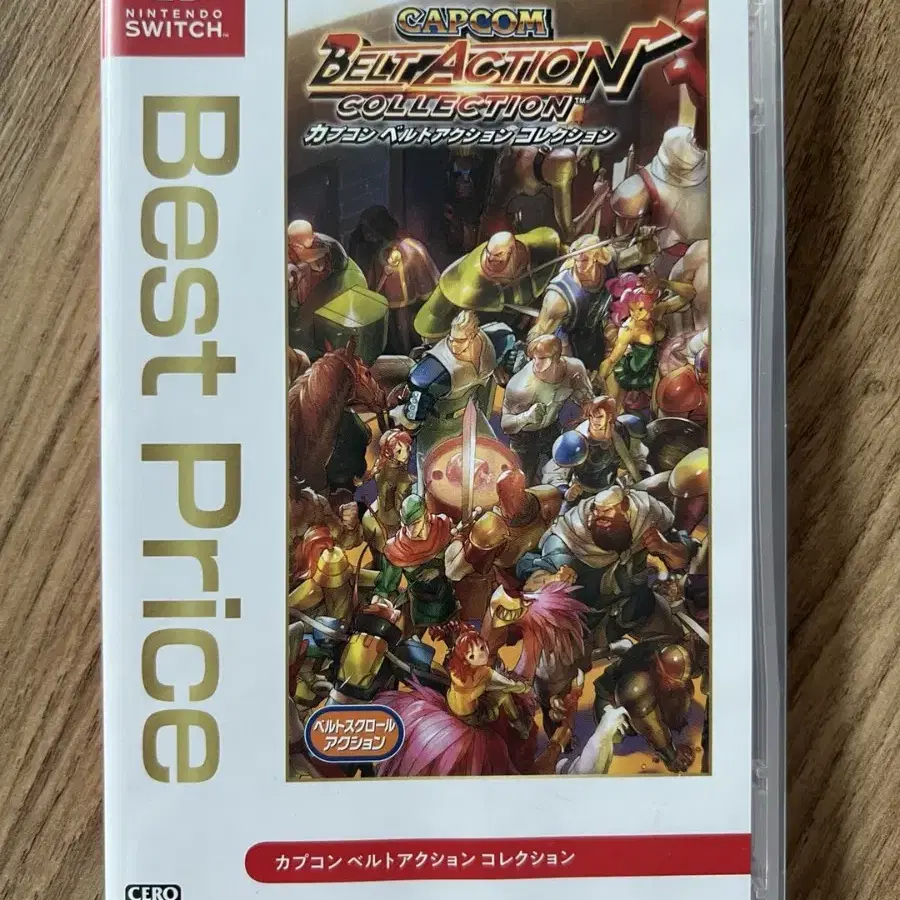 NINTENDO
SWITCH™
Best Price
CAPCOM
BELT ACTION
COLLECTION™
カプコン ベルトアクション コレクション
ベルトスクロール
アクション
カプコン ベルトアクション コレクション
CERO